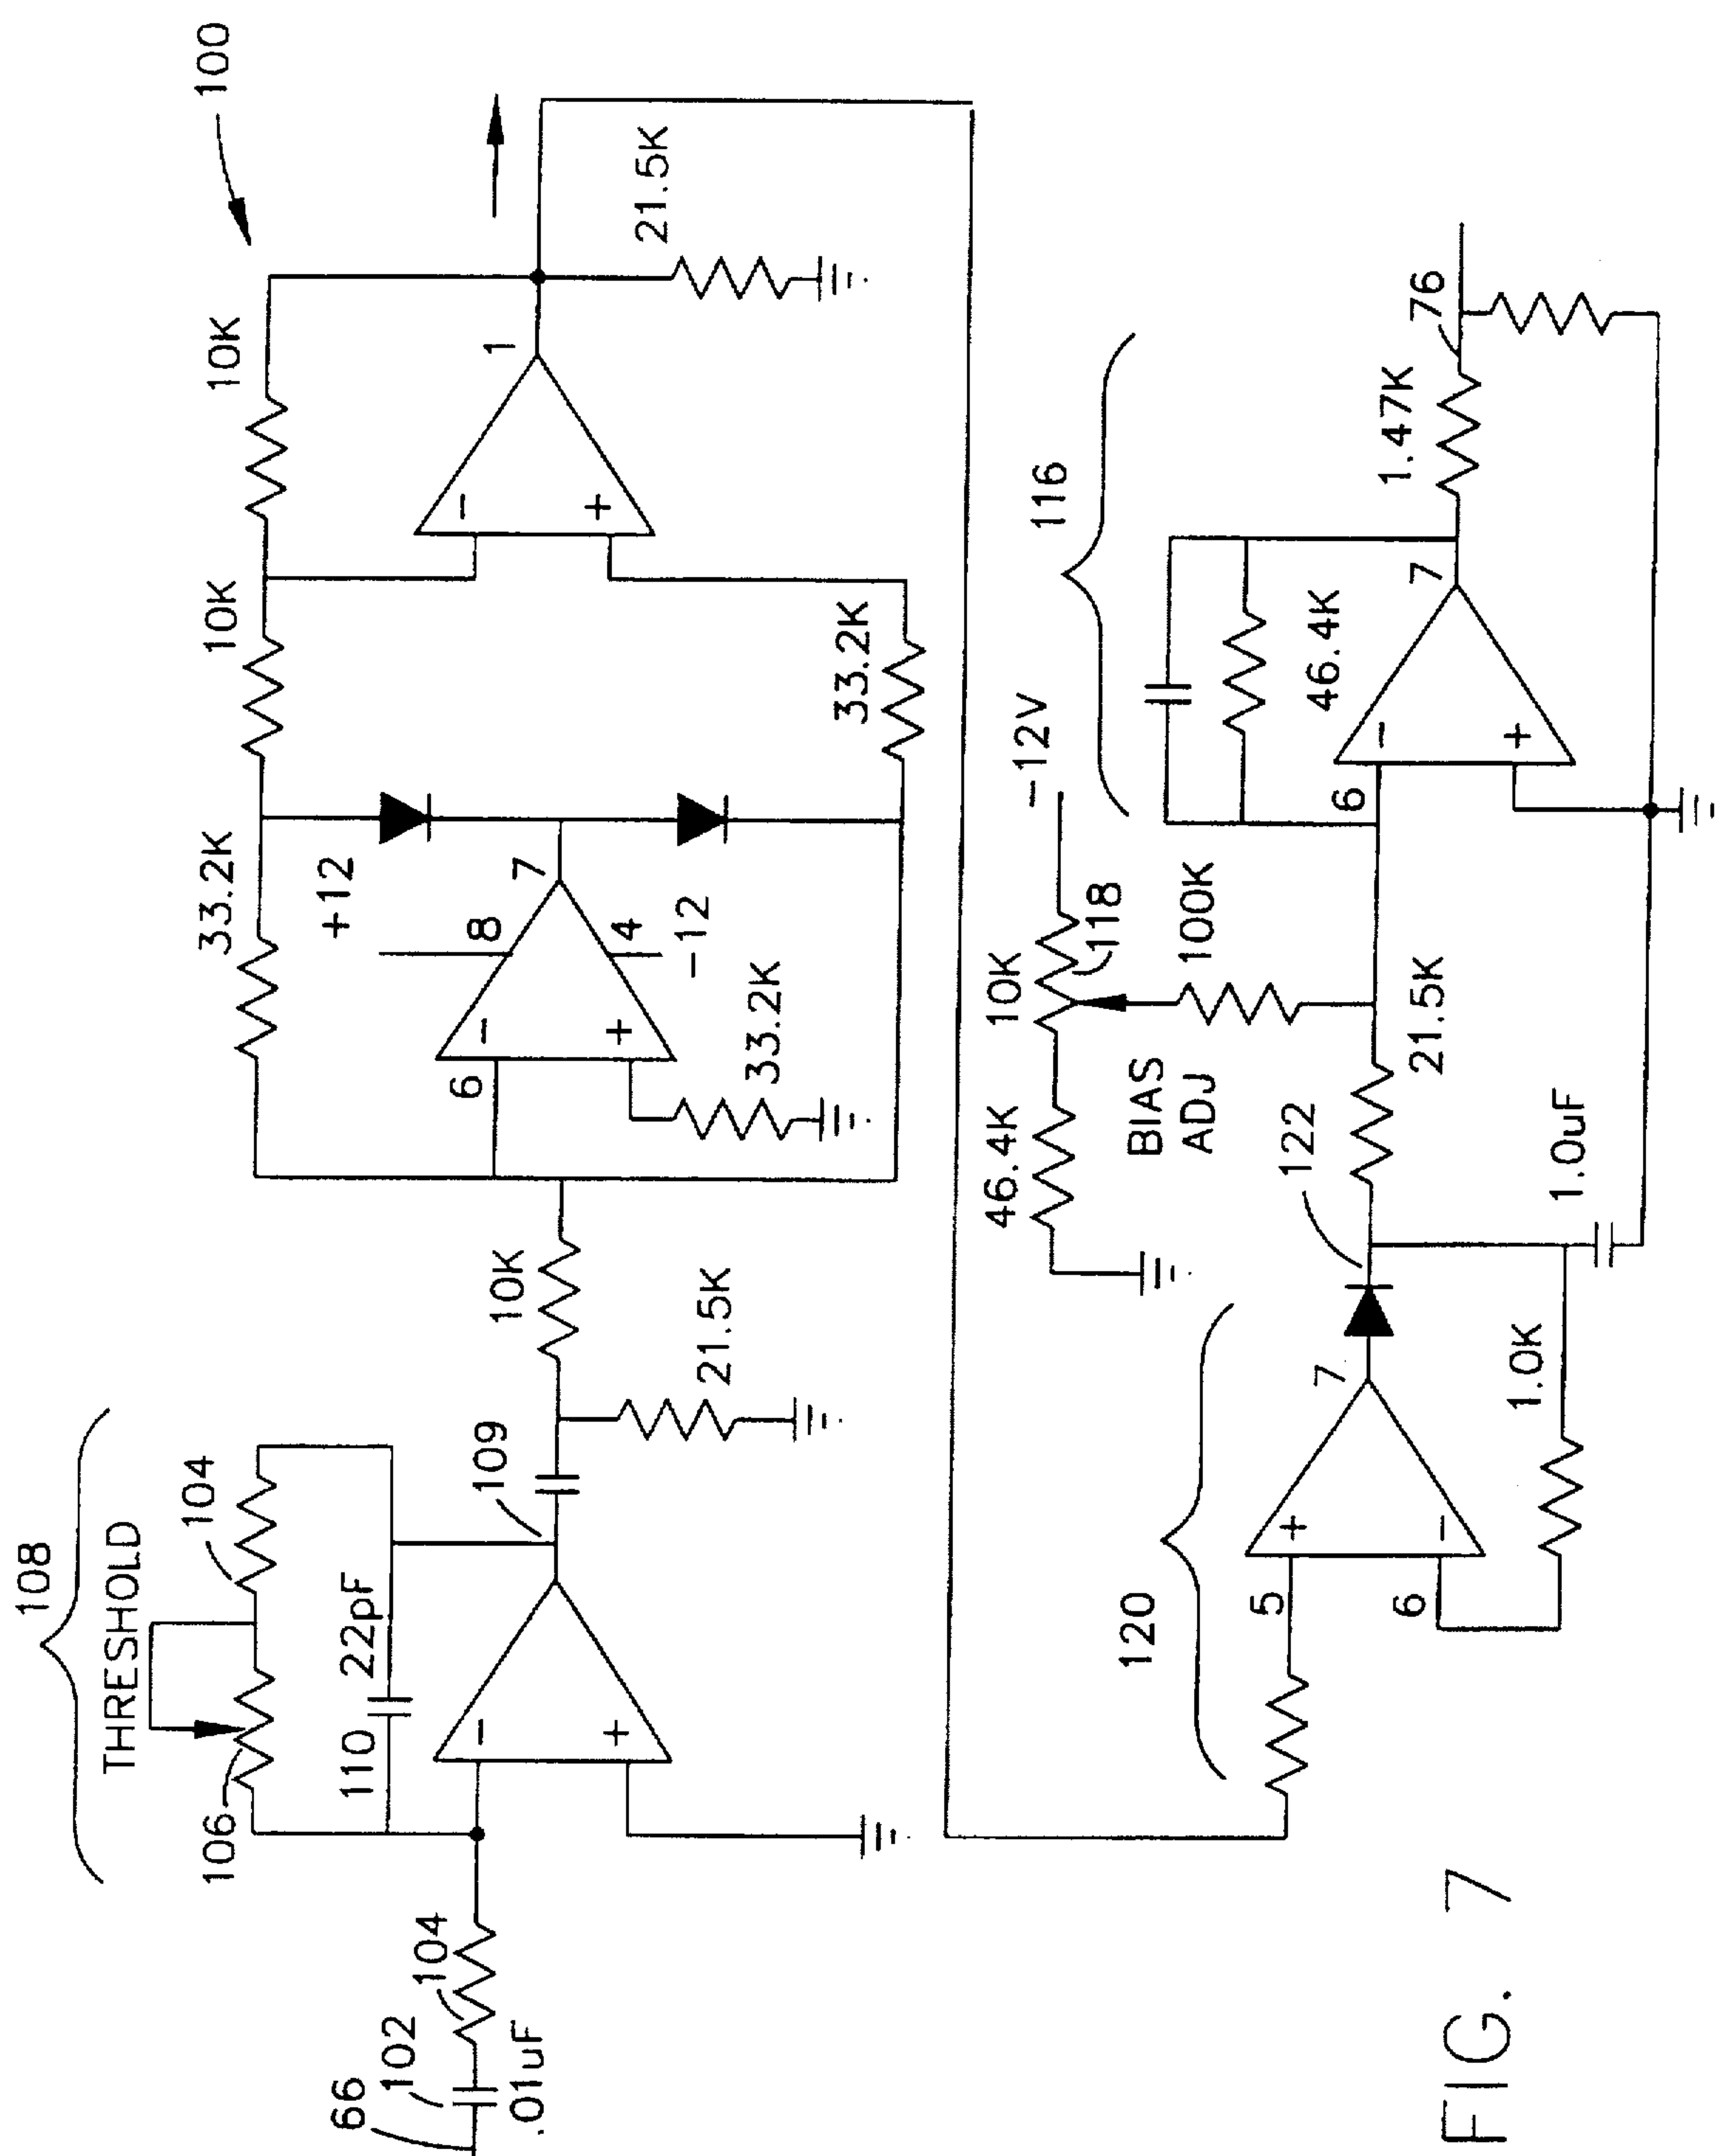 100
108
THRESHOLD
104
106
110
22pF
109
66
102
104
.01uF
10K
21.5K
33.2K
+12
6
8
7
4
-12
33.2K
10K
10K
33.2K
1
21.5K
120
5
6
7
1.0K
122
1.0uF
46.4K
10K
118
-12V
BIAS
ADJ
100K
21.5K
116
6
7
46.4K
1.47K
76
FIG. 7